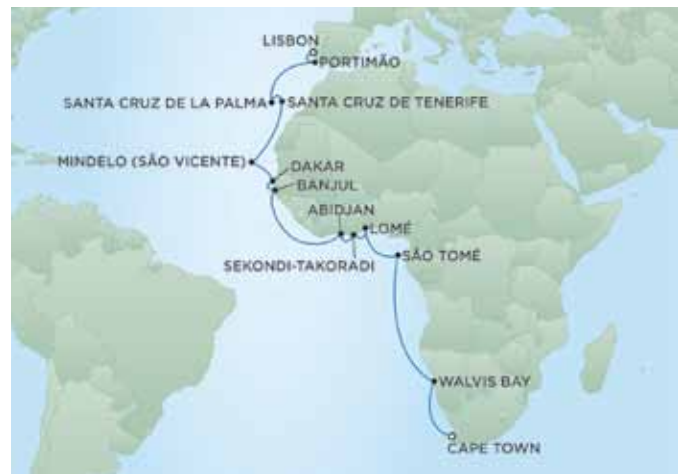 LISBON
PORTIMÃO
SANTA CRUZ DE LA PALMA
SANTA CRUZ DE TENERIFE
MINDELO (SÃO VICENTE)
DAKAR
BANJUL
ABIDJAN
LOMÉ
SEKONDI-TAKORADI
SÃO TOMÉ
WALVIS BAY
CAPE TOWN